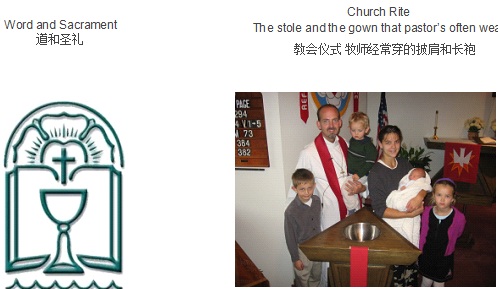 Word and Sacrament
道和圣礼
Church Rite
The stole and the gown that pastor's often wea
教会仪式 牧师经常穿的披肩和长袍
PAGE
294
4 V 1-5
M 73
364
382